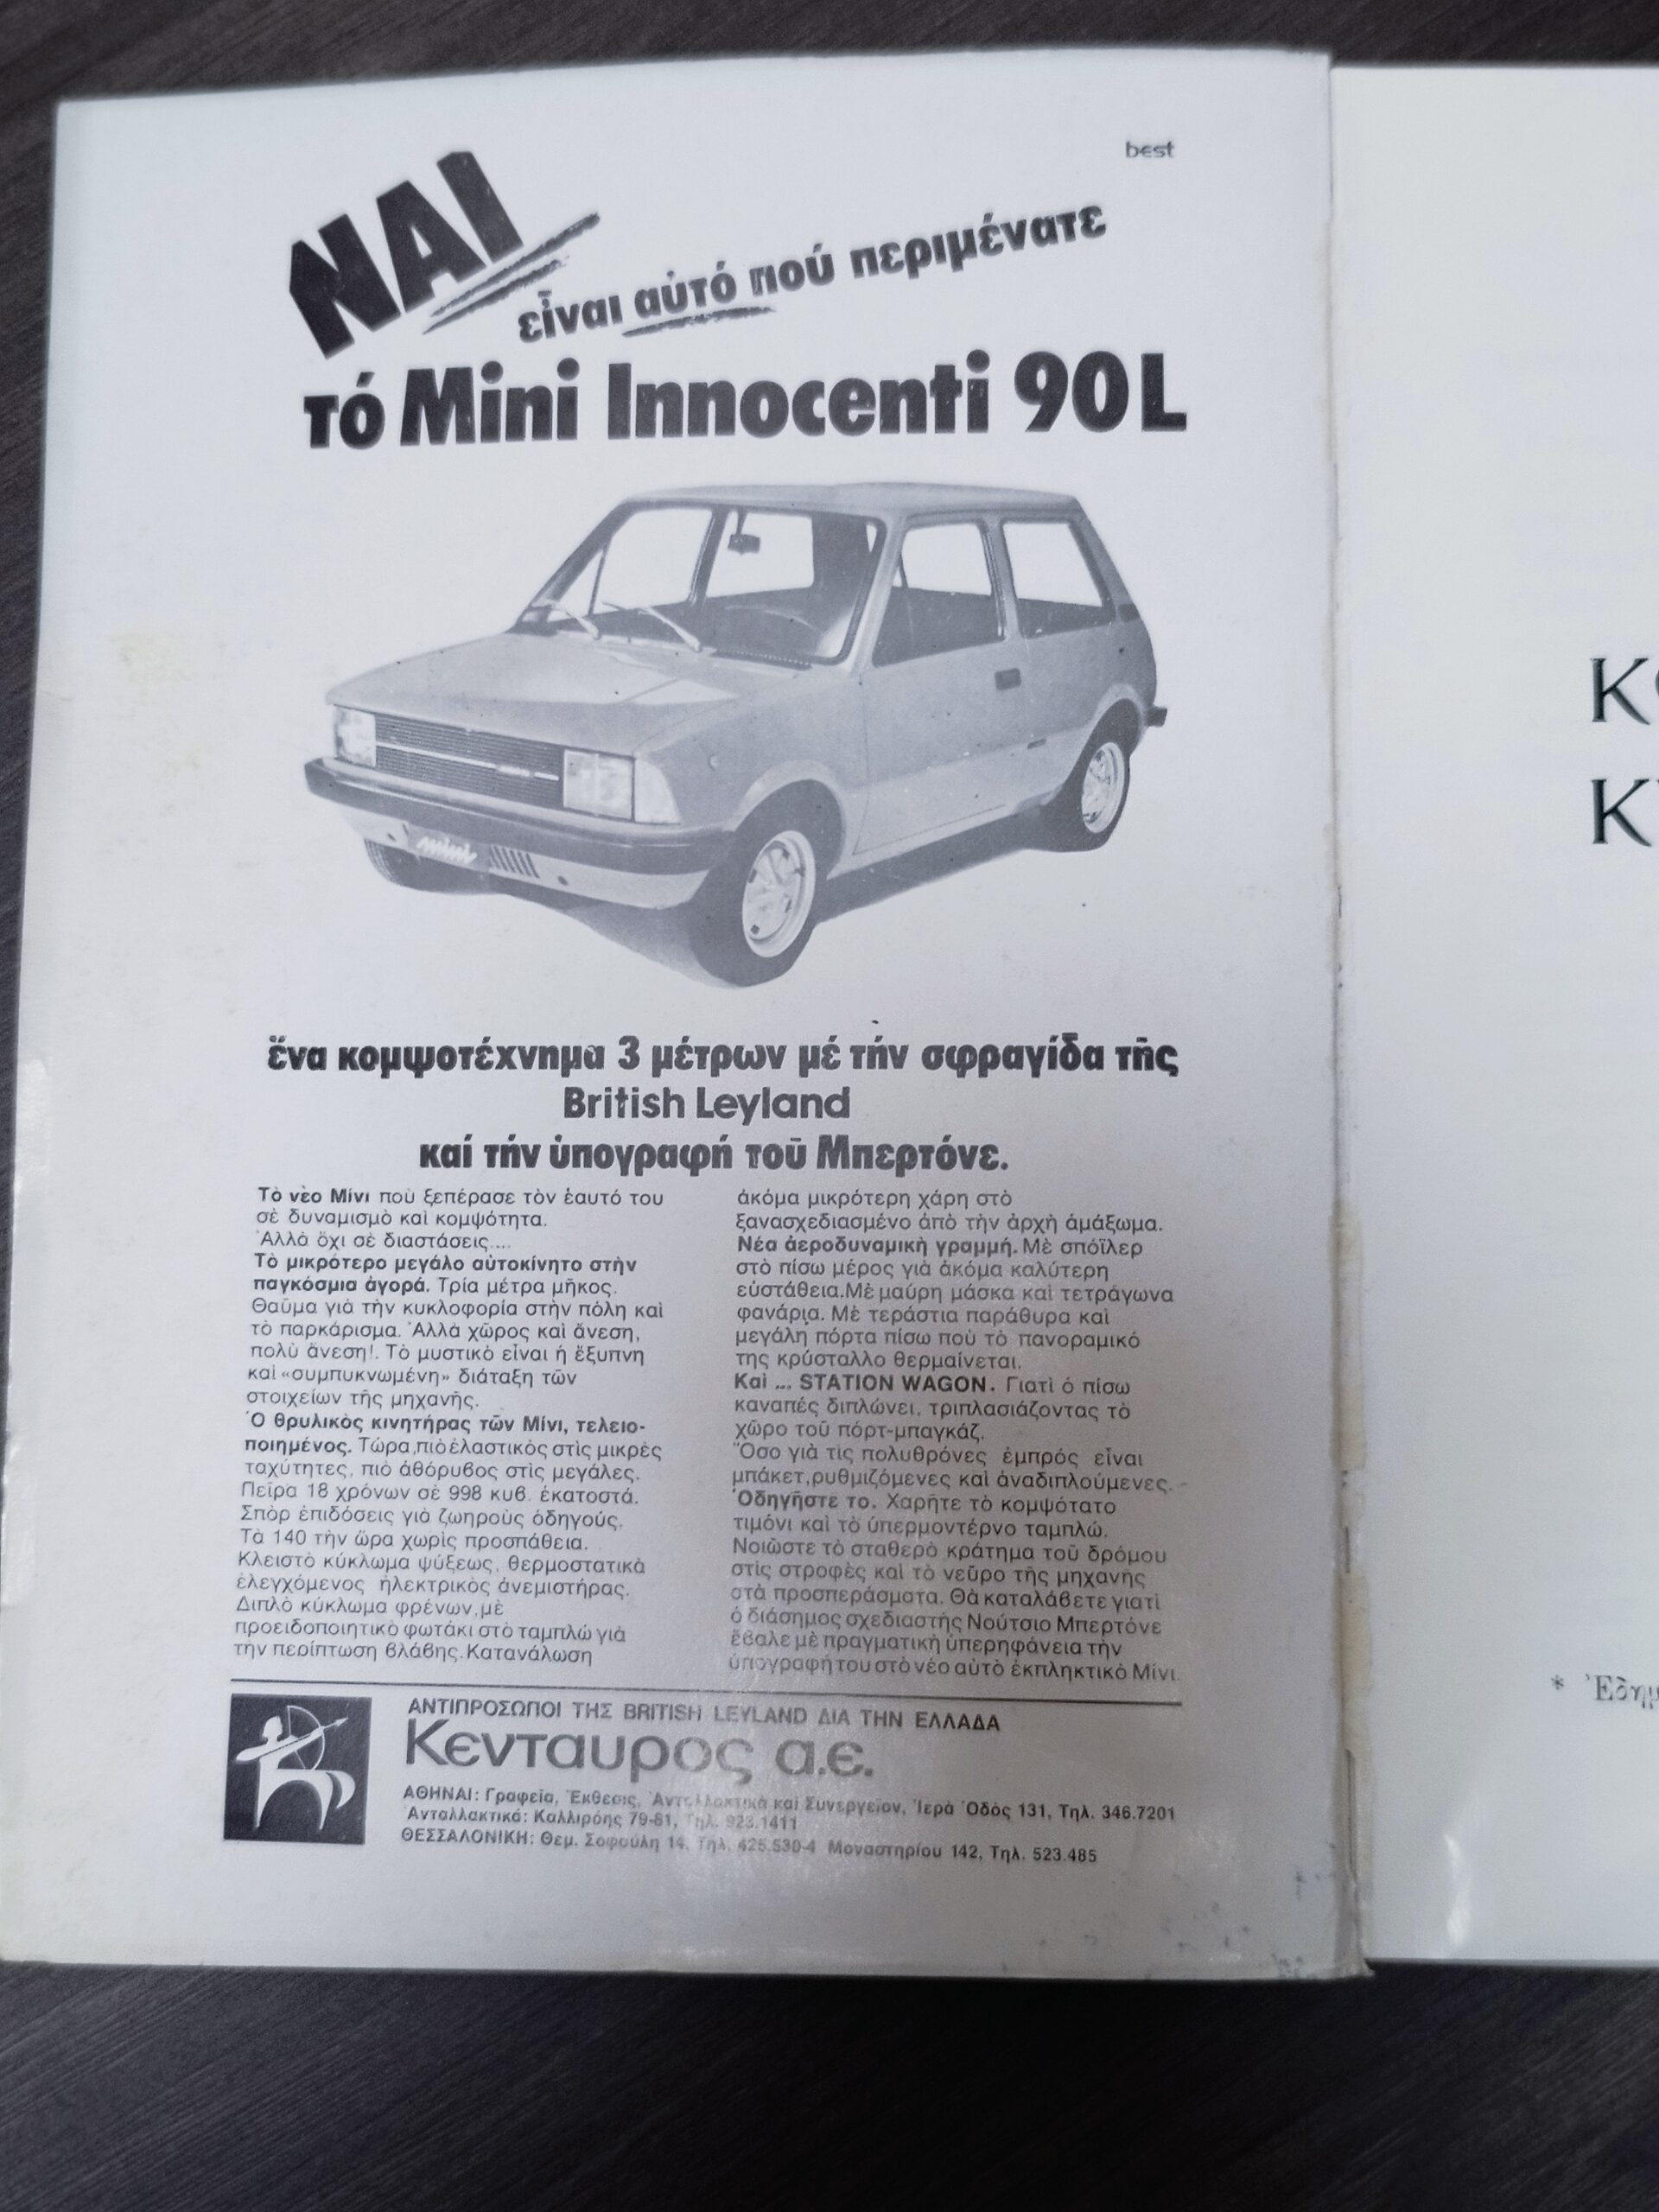 best
ΝΑΙ
εἶναι αὐτό πού περιμένατε
τό Mini Innocenti 90L
ἕνα κομψοτέχνημα 3 μέτρων μέ τήν σφραγίδα τῆς
British Leyland
καί τήν ὑπογραφή τοῦ Μπερτόνε.
Τὸ νὲο Μίνι ποὺ ξεπέρασε τὸν ἑαυτό του
σὲ δυναμισμὸ καὶ κομψότητα.
Ἀλλὰ ὄχι σὲ διαστάσεις....
Τὸ μικρότερο μεγάλο αὐτοκίνητο στὴν
παγκόσμια ἀγορά. Τρία μέτρα μῆκος.
Θαῦμα γιὰ τὴν κυκλοφορία στὴν πόλη καὶ
τὸ παρκάρισμα. Ἀλλὰ χῶρος καὶ ἄνεση,
πολὺ ἄνεση!. Τὸ μυστικὸ εἶναι ἡ ἔξυπνη
καὶ «συμπυκνωμένη» διάταξη τῶν
στοιχείων τῆς μηχανῆς.
Ὁ θρυλικὸς κινητήρας τῶν Μίνι, τελειο-
ποιημένος. Τώρα,πιὸ ἐλαστικὸς στὶς μικρὲς
ταχύτητες, πιὸ ἀθόρυβος στὶς μεγάλες.
Πεῖρα 18 χρόνων σὲ 998 κυβ. ἑκατοστά.
Σπὸρ ἐπιδόσεις γιὰ ζωηροὺς ὁδηγούς.
Τὰ 140 τὴν ὥρα χωρὶς προσπάθεια.
Κλειστὸ κύκλωμα ψύξεως, θερμοστατικὰ
ἐλεγχόμενος ἠλεκτρικὸς ἀνεμιστήρας.
Διπλὸ κύκλωμα φρένων,μὲ
προειδοποιητικὸ φωτάκι στὸ ταμπλὼ γιὰ
τὴν περίπτωση βλάβης.Κατανάλωση
ἀκόμα μικρότερη χάρη στὸ
ξανασχεδιασμένο ἀπὸ τὴν ἀρχὴ ἀμάξωμα.
Νέα ἀεροδυναμικὴ γραμμή. Μὲ σπόϊλερ
στὸ πίσω μέρος γιὰ ἀκόμα καλύτερη
εὐστάθεια.Μὲ μαύρη μάσκα καὶ τετράγωνα
φανάρια. Μὲ τεράστια παράθυρα καὶ
μεγάλη πόρτα πίσω ποὺ τὸ πανοραμικό
της κρύσταλλο θερμαίνεται.
Καὶ ... STATION WAGON. Γιατὶ ὁ πίσω
καναπές διπλώνει, τριπλασιάζοντας τὸ
χῶρο τοῦ πόρτ-μπαγκάζ.
Ὅσο γιὰ τὶς πολυθρόνες ἐμπρός εἶναι
μπάκετ,ρυθμιζόμενες καὶ ἀναδιπλούμενες.
Ὁδηγῆστε το. Χαρῆτε τὸ κομψότατο
τιμόνι καὶ τὸ ὑπερμοντέρνο ταμπλώ.
Νοιῶστε τὸ σταθερὸ κράτημα τοῦ δρόμου
στὶς στροφὲς καὶ τὸ νεῦρο τῆς μηχανῆς
στὰ προσπεράσματα. Θὰ καταλάβετε γιατὶ
ὁ διάσημος σχεδιαστὴς Νούτσιο Μπερτόνε
ἔβαλε μὲ πραγματικὴ ὑπερηφάνεια τὴν
ὑπογραφή του στὸ νέο αὐτὸ ἐκπληκτικὸ Μίνι.
ΑΝΤΙΠΡΟΣΩΠΟΙ ΤΗΣ BRITISH LEYLAND ΔΙΑ ΤΗΝ ΕΛΛΑΔΑ
Κενταυρος α.ε.
ΑΘΗΝΑΙ: Γραφεῖα, Ἔκθεσις, Ἀνταλλακτικὰ καὶ Συνεργεῖον, Ἱερὰ Ὁδὸς 131, Τηλ. 346.7201
Ἀνταλλακτικά: Καλλιρόης 79-81, Τηλ. 923.1411
ΘΕΣΣΑΛΟΝΙΚΗ: Θεμ. Σοφούλη 14, Τηλ. 425.530-4 Μοναστηρίου 142, Τηλ. 523.485